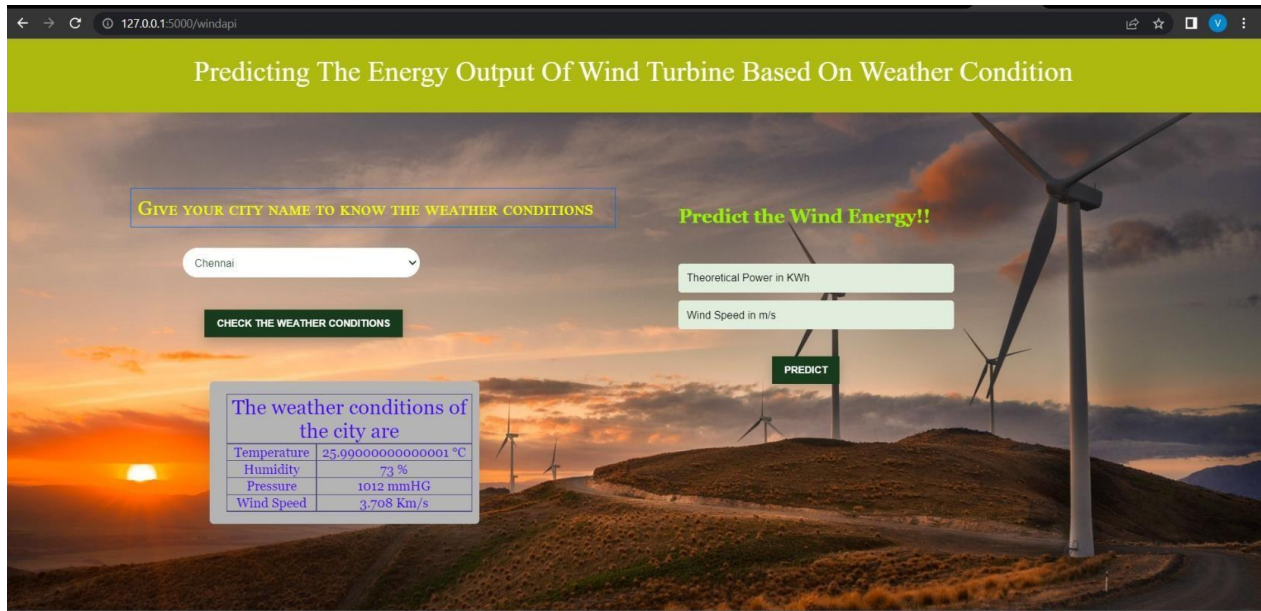 127.0.0.1:5000/windapi
V
Predicting The Energy Output Of Wind Turbine Based On Weather Condition
Give your city name to know the weather conditions
Chennai
CHECK THE WEATHER CONDITIONS
The weather conditions of
the city are
Temperature 25.99000000000001 °C
Humidity 73 %
Pressure 1012 mmHG
Wind Speed 3.708 Km/s
Predict the Wind Energy!!
Theoretical Power in KWh
Wind Speed in m/s
PREDICT